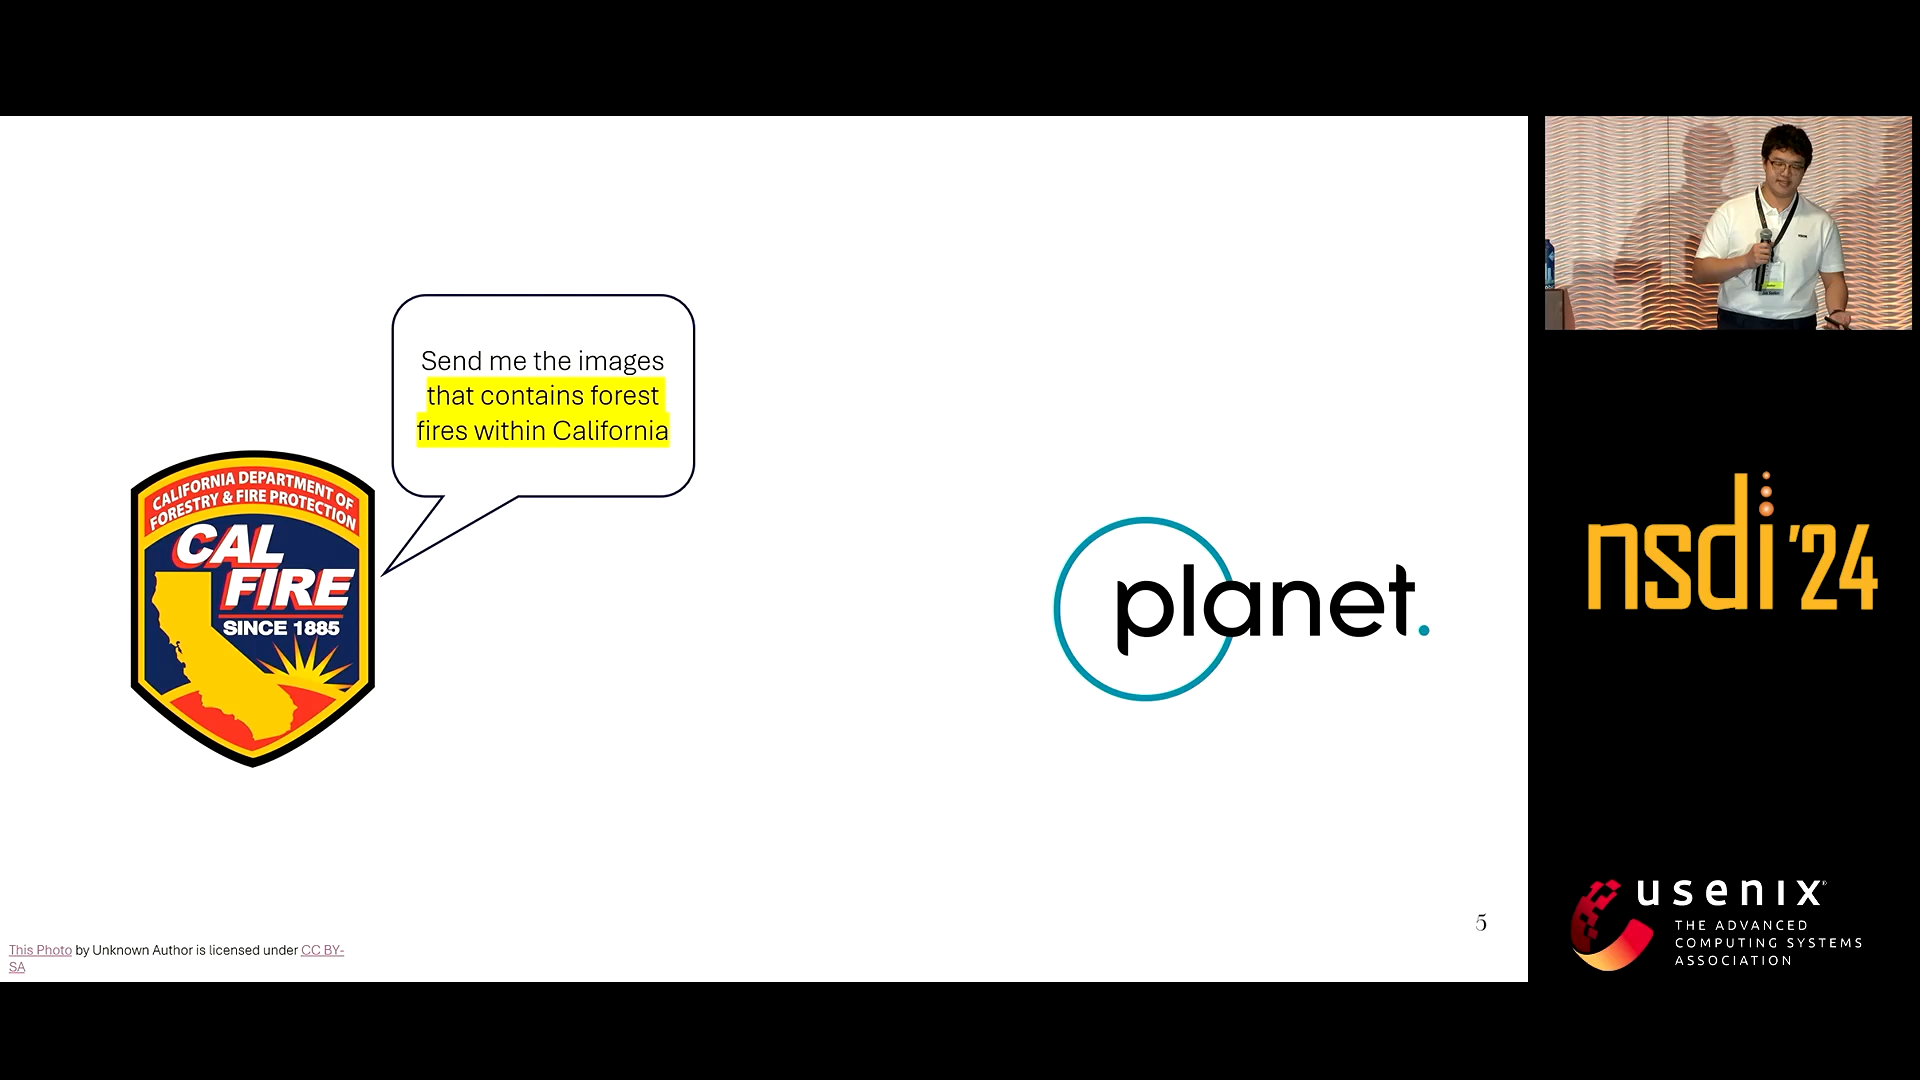 Send me the images
that contains forest
fires within California
CALIFORNIA DEPARTMENT OF
FORESTRY & FIRE PROTECTION
CAL
FIRE
SINCE 1885
planet.
5
This Photo by Unknown Author is licensed under CC BY-
SA
nsdi '24
usenix®
THE ADVANCED
COMPUTING SYSTEMS
ASSOCIATION